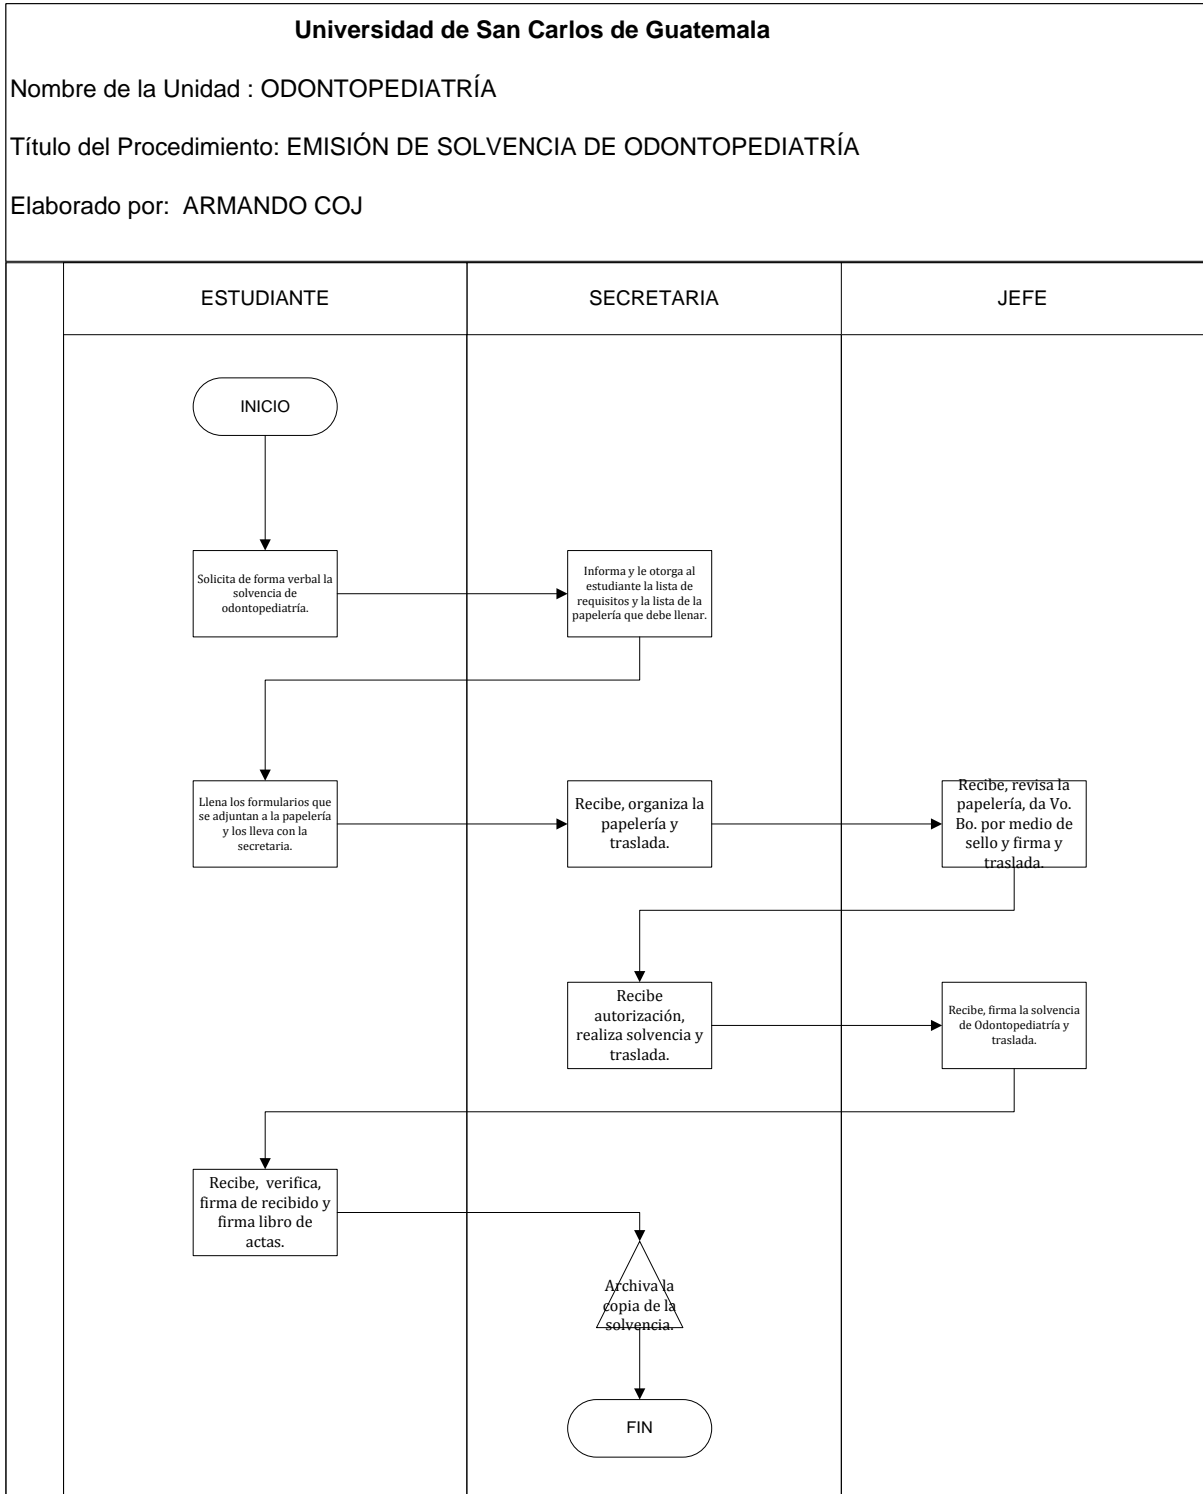 Universidad de San Carlos de Guatemala
Nombre de la Unidad : ODONTOPEDIATRÍA
Título del Procedimiento: EMISIÓN DE SOLVENCIA DE ODONTOPEDIATRÍA
Elaborado por: ARMANDO COJ
ESTUDIANTE
SECRETARIA
JEFE
INICIO
Solicita de forma verbal la
solvencia de
odontopediatría.
Informa y le otorga al
estudiante la lista de
requisitos y la lista de la
papelería que debe llenar.
Llena los formularios que
se adjuntan a la papelería
y los lleva con la
secretaria.
Recibe, organiza la
papelería y
traslada.
Recibe, revisa la
papelería, da Vo.
Bo. por medio de
sello y firma y
traslada.
Recibe
autorización,
realiza solvencia y
traslada.
Recibe, firma la solvencia
de Odontopediatría y
traslada.
Recibe, verifica,
firma de recibido y
firma libro de
actas.
Archiva la
copia de la
solvencia.
FIN